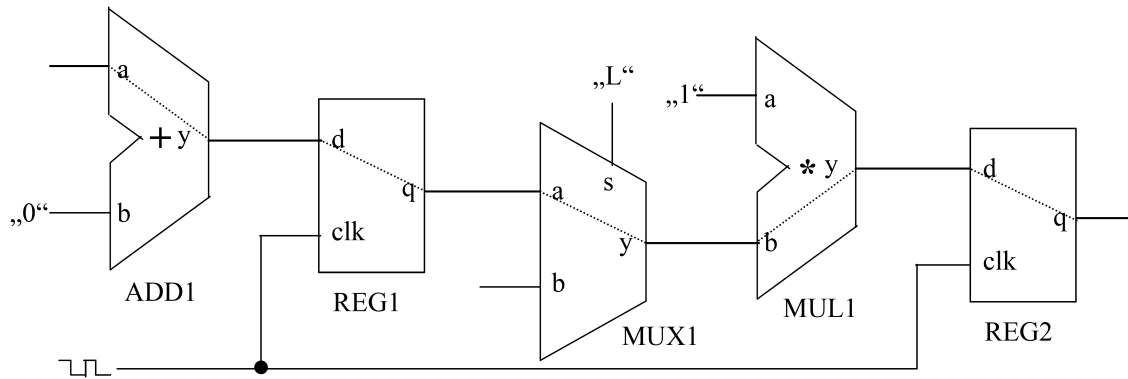 a
+
y
„0“
b
ADD1
d
q
clk
REG1
„L“
s
a
y
b
MUX1
„1“
a
*
y
b
MUL1
d
q
clk
REG2